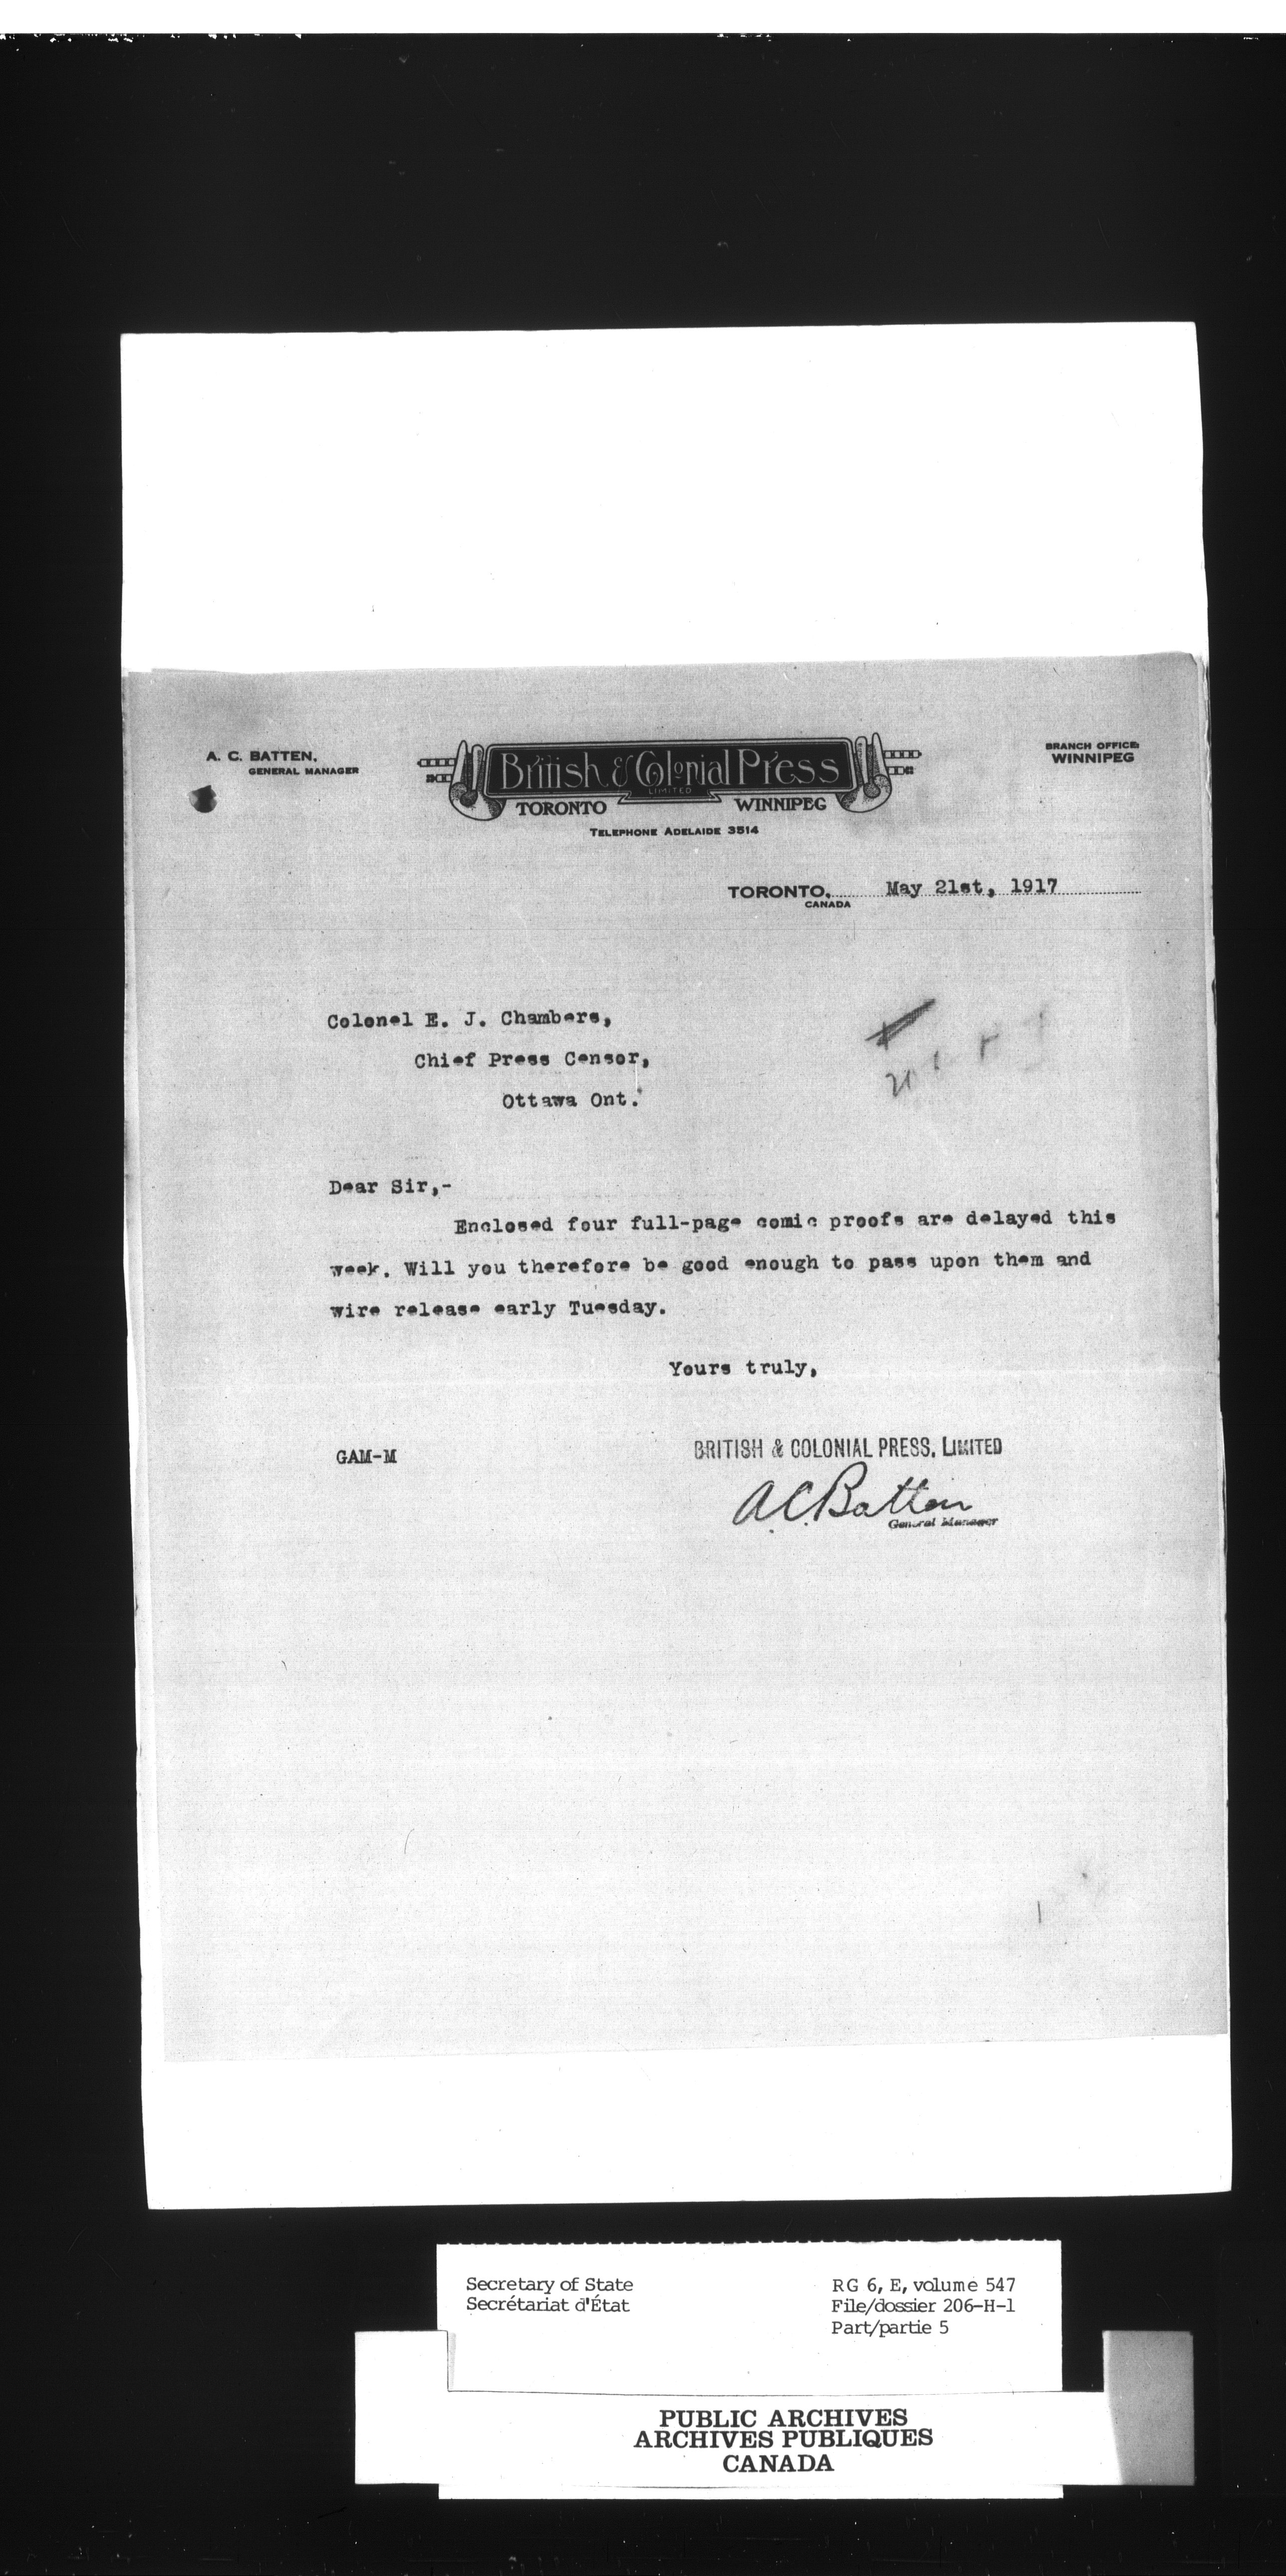 A. C. BATTEN,
GENERAL MANAGER
British & Colonial Press
LIMITED
TORONTO WINNIPEG
TELEPHONE ADELAIDE 3514
BRANCH OFFICE:
WINNIPEG
TORONTO, May 21st, 1917
CANADA
Colonel E. J. Chambers,
Chief Press Censor,
Ottawa Ont.
Dear Sir,-
Enclosed four full-page comic proofs are delayed this
week. Will you therefore be good enough to pass upon them and
wire release early Tuesday.
Yours truly,
GAM-M
BRITISH & COLONIAL PRESS, LIMITED
A.C. Batten
General Manager
Secretary of State
Secrétariat d'État
RG 6, E, volume 547
File/dossier 206-H-1
Part/partie 5
PUBLIC ARCHIVES
ARCHIVES PUBLIQUES
CANADA